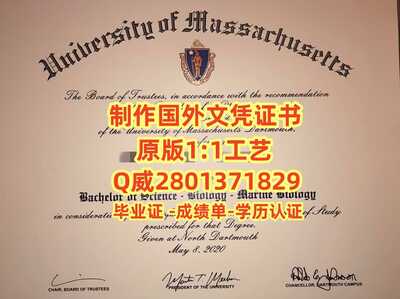 University of Massachusetts
The Board of Trustees, in accordance with the recommendation
制作国外文凭证书
of the University of Massachusetts Dartmouth,
原版1:1工艺
Q威2801371829
Bachelor of Science - Biology - Marine Biology
in consideration of Study
毕业证-成绩单-学历认证
prescribed for that Degree.
Given at North Dartmouth
May 8, 2020
CHAIR, BOARD OF TRUSTEES
PRESIDENT OF THE UNIVERSITY
CHANCELLOR, DARTMOUTH CAMPUS